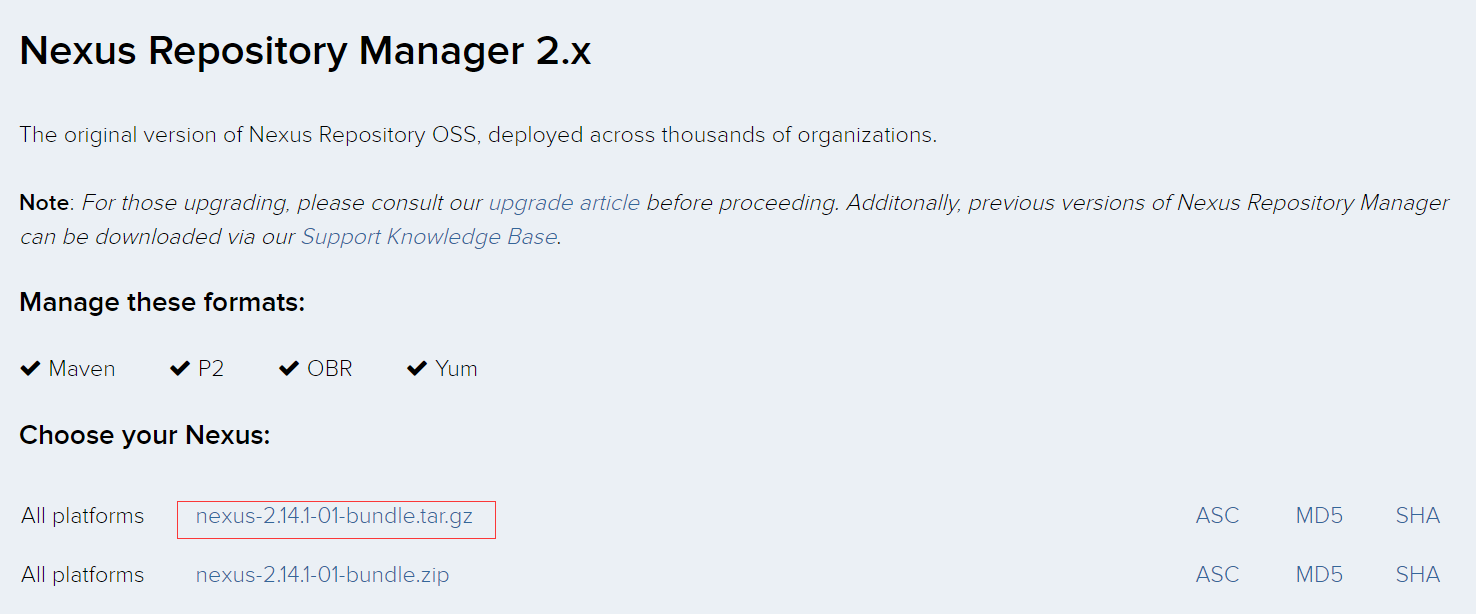 Nexus Repository Manager 2.x
The original version of Nexus Repository OSS, deployed across thousands of organizations.
Note: For those upgrading, please consult our upgrade article before proceeding. Additonally, previous versions of Nexus Repository Manager
can be downloaded via our Support Knowledge Base.
Manage these formats:
✔ Maven ✔ P2 ✔ OBR ✔ Yum
Choose your Nexus:
All platforms nexus-2.14.1-01-bundle.tar.gz ASC MD5 SHA
All platforms nexus-2.14.1-01-bundle.zip ASC MD5 SHA